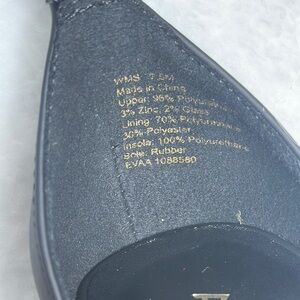 WMS 7.5M
Made in China
Upper: 95% Polyurethane
3% Zinc, 2% Glass
Lining: 70% Polyurethane
30% Polyester
Insole: 100% Polyurethane
Sole: Rubber
EVAA 1088580